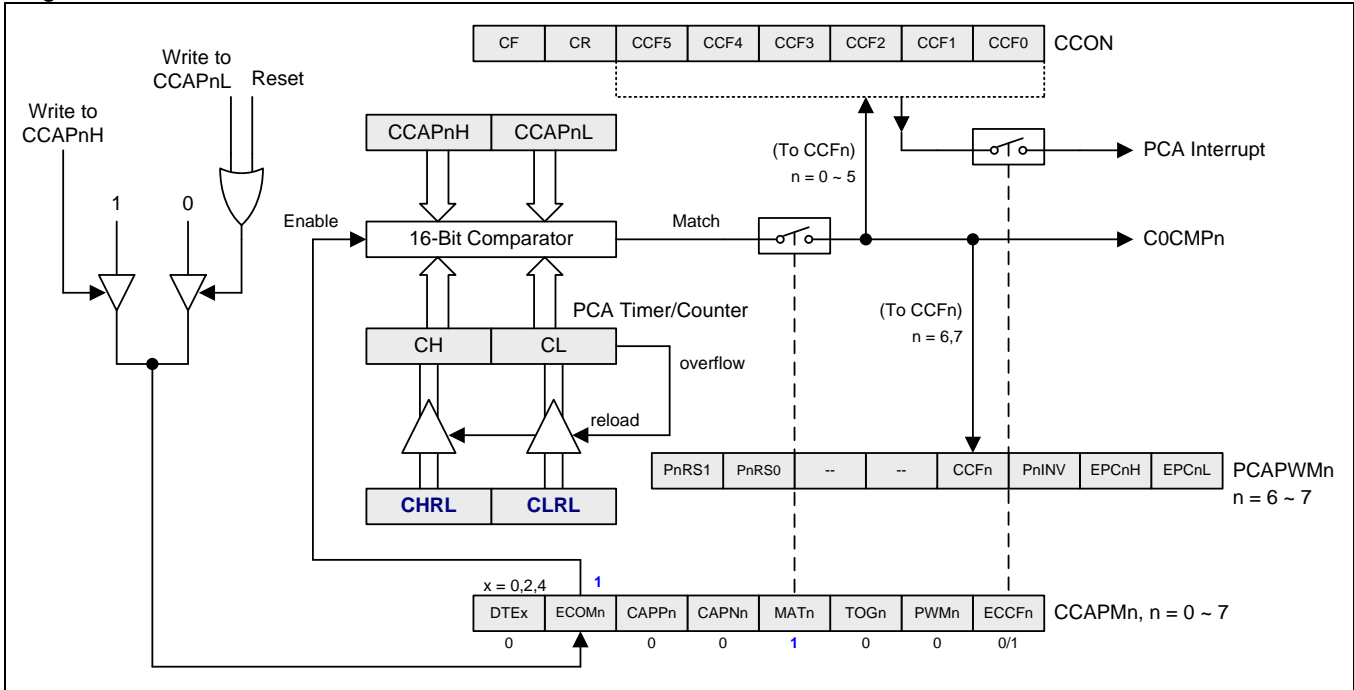 CF CR CCF5 CCF4 CCF3 CCF2 CCF1 CCF0 CCON
Write to
CCAPnL
Reset
Write to
CCAPnH
CCAPnH CCAPnL
(To CCFn)
n = 0 ~ 5
PCA Interrupt
1 0
Enable
16-Bit Comparator
Match
C0CMPn
PCA Timer/Counter
(To CCFn)
n = 6,7
CH CL
overflow
reload
PnRS1 PnRS0 -- -- CCFn PnINV EPCnH EPCnL PCAPWMn
n = 6 ~ 7
CHRL CLRL
x = 0,2,4 1
DTEx ECOMn CAPPn CAPNn MATn TOGn PWMn ECCFn CCAPMn, n = 0 ~ 7
0 0 0 1 0 0 0/1